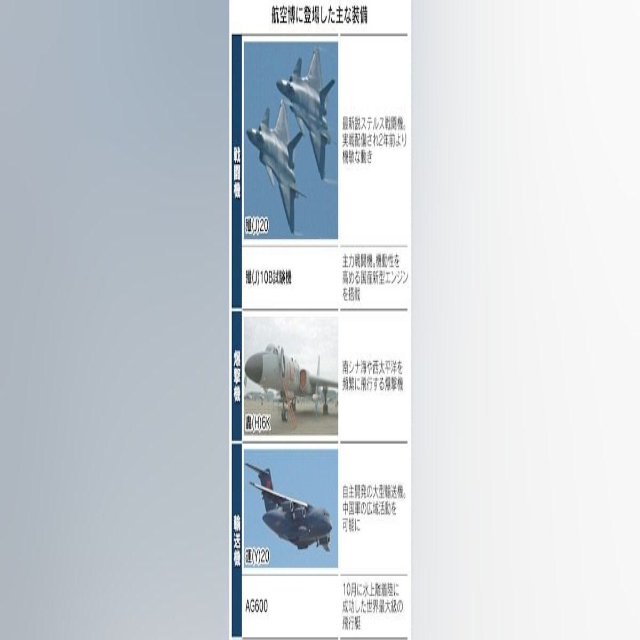 航空博に登場した主な装備
戦闘機
殲(J)20
最新鋭ステルス戦闘機。
実戦配備され2年前より
機敏な動き
殲(J)10B試験機
主力戦闘機。機動性を
高める国産新型エンジン
を搭載
爆撃機
轟(H)6K
南シナ海や西太平洋を
頻繁に飛行する爆撃機
輸送機
運(Y)20
自主開発の大型輸送機。
中国軍の広域活動を
可能に
AG600
10月に水上離着陸に
成功した世界最大級の
飛行艇